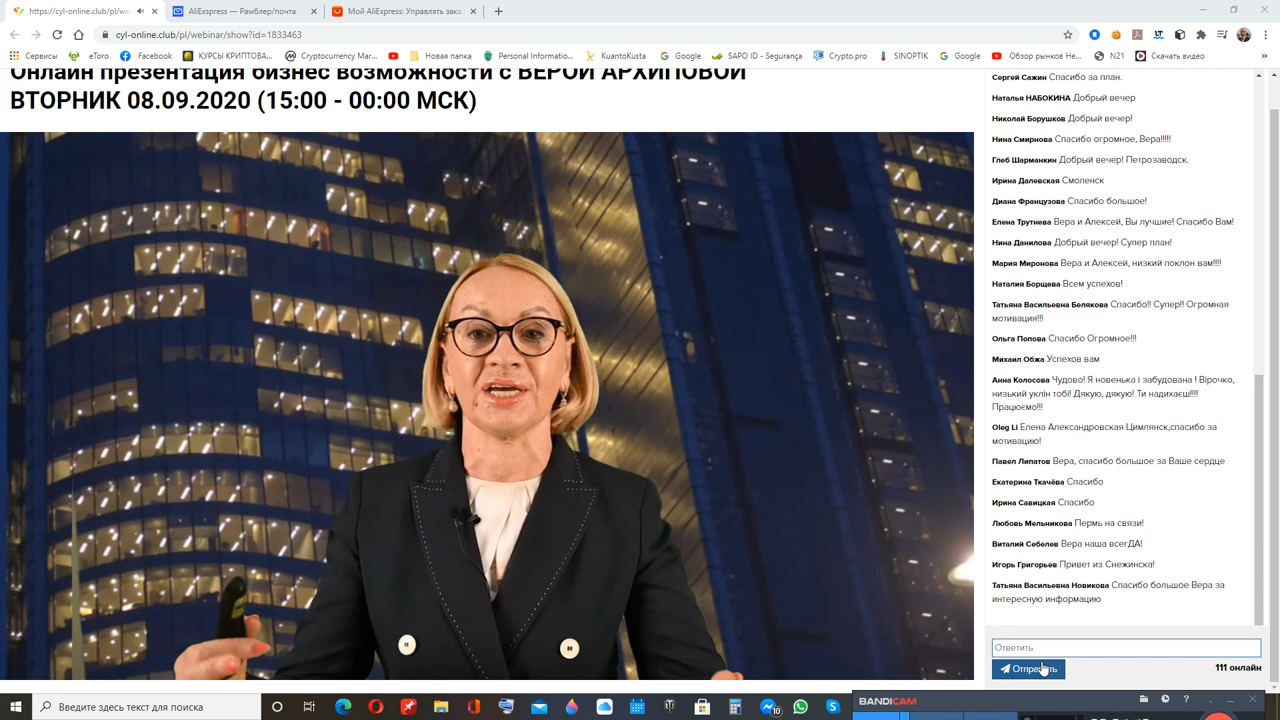 https://cyl-online.club/pl/we
AliExspress — Рамблер/почта
Мой AliExpress: Управлять зака
cyl-online.club/pl/webinar/show?id=1833463
Сервисы
eToro
Facebook
КУРСЫ КРИПТОВА...
Cryptocurrency Mar...
Новая папка
Personal Informatio...
KuantoKusta
Google
SAPO ID - Segurança
Crypto.pro
SINOPTIK
Google
Обзор рынков Не...
N21
Скачать видео
Онлайн презентация бизнес возможности с ВЕРОЙ АРХИПОВОЙ
ВТОРНИК 08.09.2020 (15:00 - 00:00 МСК)
Сергей Сажин Спасибо за план.
Наталья НАБОКИНА Добрый вечер
Николай Борушков Добрый вечер!
Нина Смирнова Спасибо огромное, Вера!!!!!
Глеб Шарманкин Добрый вечер! Петрозаводск.
Ирина Далевская Смоленск
Диана Французова Спасибо большое!
Елена Трутнева Вера и Алексей, Вы лучшие! Спасибо Вам!
Нина Данилова Добрый вечер! Супер план!
Мария Миронова Вера и Алексей, низкий поклон вам!!!!
Наталия Борщева Всем успехов!
Татьяна Васильевна Белякова Спасибо!! Супер!! Огромная
мотивация!!!
Ольга Попова Спасибо Огромное!!!
Михаил Обжа Успехов вам
Анна Колосова Чудово! Я новенька і забудована ! Вірочко,
низький уклін тобі! Дякую, дякую! Ти надихаєш!!!!
Працюємо!!!
Oleg Li Елена Александровская Цимлянск,спасибо за
мотивацию!
Павел Липатов Вера, спасибо большое за Ваше сердце
Екатерина Ткачёва Спасибо
Ирина Савицкая Спасибо
Любовь Мельникова Пермь на связи!
Виталий Себелев Вера наша всегДА!
Игорь Григорьев Привет из Снежинска!
Татьяна Васильевна Новикова Спасибо большое Вера за
интересную информацию
Ответить
Отправить
111 онлайн
BANDICAM
Введите здесь текст для поиска
10